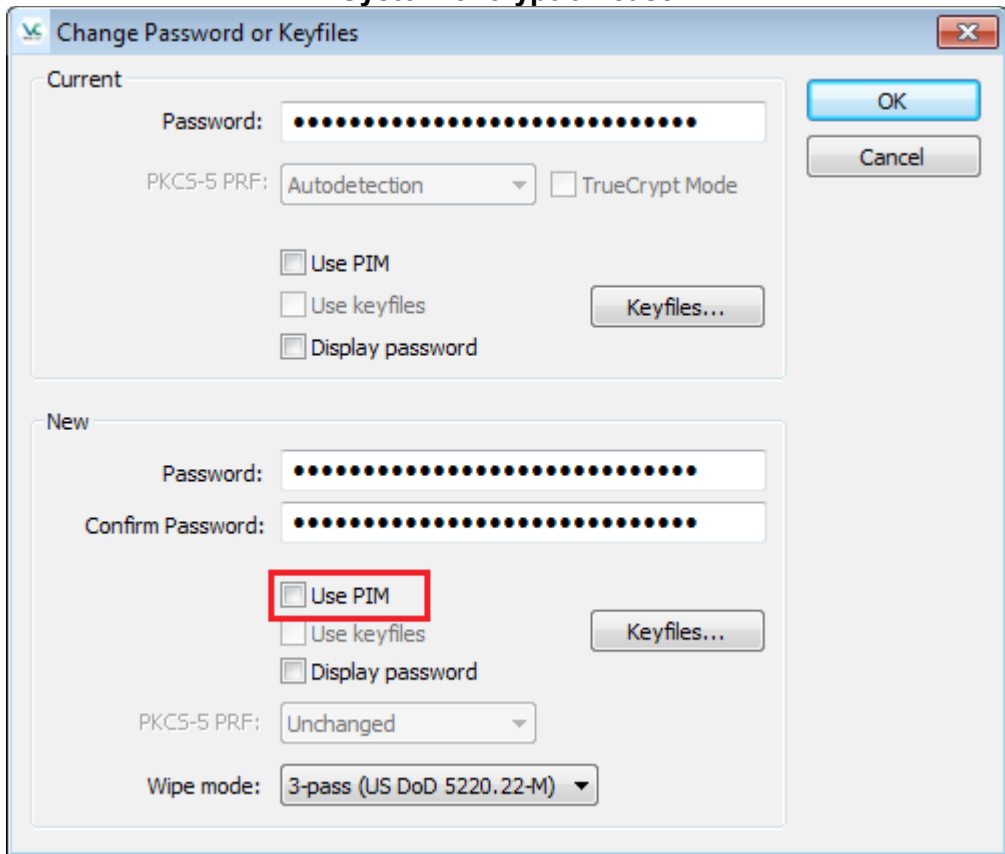 Change Password or Keyfiles
Current
OK
Password: ••••••••••••••••••••••••••••••
Cancel
PKCS-5 PRF: Autodetection TrueCrypt Mode
Use PIM
Use keyfiles Keyfiles...
Display password
New
Password: ••••••••••••••••••••••••••••••
Confirm Password: ••••••••••••••••••••••••••••••
Use PIM
Use keyfiles Keyfiles...
Display password
PKCS-5 PRF: Unchanged
Wipe mode: 3-pass (US DoD 5220.22-M)